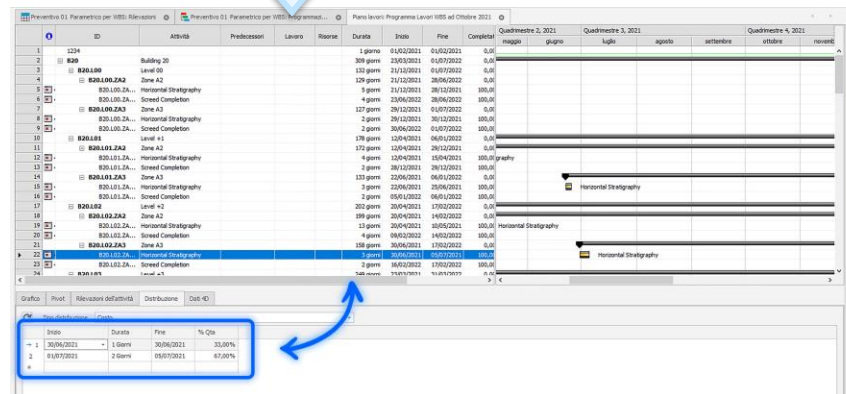 Preventivo 01 Parametrico per WBS: Rilevazioni Preventivo 01 Parametrico per WBS: Programmazi... Piano lavori: Programma Lavori WBS ad Ottobre 2021
ID Attività Predecessori Lavoro Risorse Durata Inizio Fine Completat Quadrimestre 2, 2021 Quadrimestre 3, 2021 Quadrimestre 4, 2021
maggio giugno luglio agosto settembre ottobre novemb
1 1234 1 giorno 01/02/2021 01/02/2021 0,00
2 B20 Building 20 309 giorni 23/03/2021 01/07/2022 0,00
3 B20.L00 Level 00 132 giorni 21/12/2021 01/07/2022 0,00
4 B20.L00.ZA2 Zone A2 129 giorni 21/12/2021 28/06/2022 0,00
5 B20.L00.ZA... Horizontal Stratigraphy 5 giorni 21/12/2021 28/12/2021 100,00
6 B20.L00.ZA... Screed Completion 4 giorni 23/06/2022 28/06/2022 100,00
7 B20.L00.ZA3 Zone A3 127 giorni 29/12/2021 01/07/2022 0,00
8 B20.L00.ZA... Horizontal Stratigraphy 2 giorni 29/12/2021 30/12/2021 100,00
9 B20.L00.ZA... Screed Completion 2 giorni 30/06/2022 01/07/2022 100,00
10 B20.L01 Level +1 178 giorni 12/04/2021 06/01/2022 0,00
11 B20.L01.ZA2 Zone A2 172 giorni 12/04/2021 29/12/2021 0,00
12 B20.L01.ZA... Horizontal Stratigraphy 4 giorni 12/04/2021 15/04/2021 100,00 graphy
13 B20.L01.ZA... Screed Completion 2 giorni 28/12/2021 29/12/2021 100,00
14 B20.L01.ZA3 Zone A3 133 giorni 22/06/2021 06/01/2022 0,00
15 B20.L01.ZA... Horizontal Stratigraphy 3 giorni 22/06/2021 25/06/2021 100,00 Horizontal Stratigraphy
16 B20.L01.ZA... Screed Completion 2 giorni 05/01/2022 06/01/2022 100,00
17 B20.L02 Level +2 202 giorni 20/04/2021 17/02/2022 0,00
18 B20.L02.ZA2 Zone A2 199 giorni 20/04/2021 14/02/2022 0,00
19 B20.L02.ZA... Horizontal Stratigraphy 13 giorni 20/04/2021 10/05/2021 100,00 Horizontal Stratigraphy
20 B20.L02.ZA... Screed Completion 4 giorni 09/02/2022 14/02/2022 100,00
21 B20.L02.ZA3 Zone A3 158 giorni 30/06/2021 17/02/2022 0,00
22 B20.L02.ZA... Horizontal Stratigraphy 3 giorni 30/06/2021 05/07/2021 100,00 Horizontal Stratigraphy
23 B20.L02.ZA... Screed Completion 2 giorni 16/02/2022 17/02/2022 100,00
24 B20.L03 Level +3 249 giorni 23/03/2021 31/03/2022 0,00
Grafico Pivot Rilevazioni dell'attività Distribuzione Dati 4D
Tipo distribuzione Costo
Inizio Durata Fine % Qta
1 30/06/2021 1 Giorni 30/06/2021 33,00%
2 01/07/2021 2 Giorni 05/07/2021 67,00%